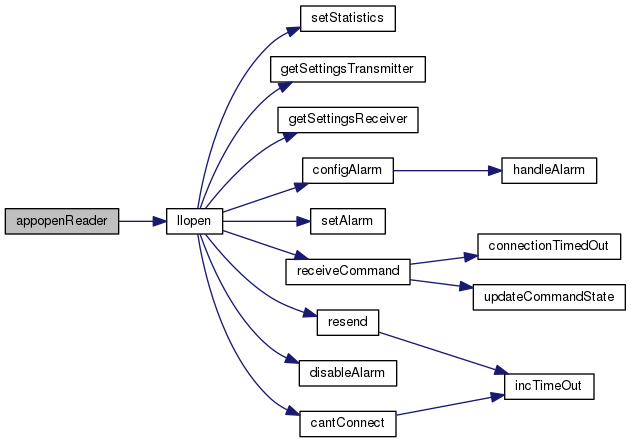 setStatistics
getSettingsTransmitter
getSettingsReceiver
configAlarm
handleAlarm
appopenReader
llopen
setAlarm
connectionTimedOut
receiveCommand
updateCommandState
resend
disableAlarm
incTimeOut
cantConnect